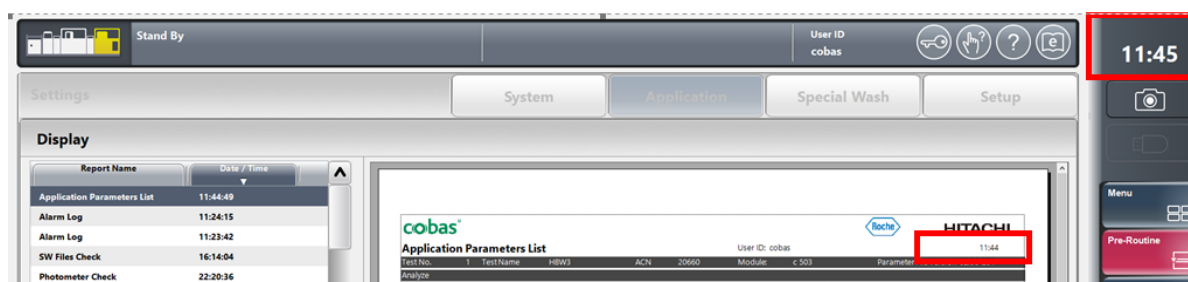 Stand By
User ID
cobas
11:45
Settings
System
Application
Special Wash
Setup
Display
Report Name
Date / Time
Application Parameters List 11:44:49
Alarm Log 11:24:15
Alarm Log 11:23:42
SW Files Check 16:14:04
Photometer Check 22:20:36
cobas
Roche
HITACHI
Application Parameters List
User ID: cobas
11:44
Test No. 1 TestName HBW3 ACN 20660 Module: c 503 Parameter
Analyze
Menu
Pre-Routine